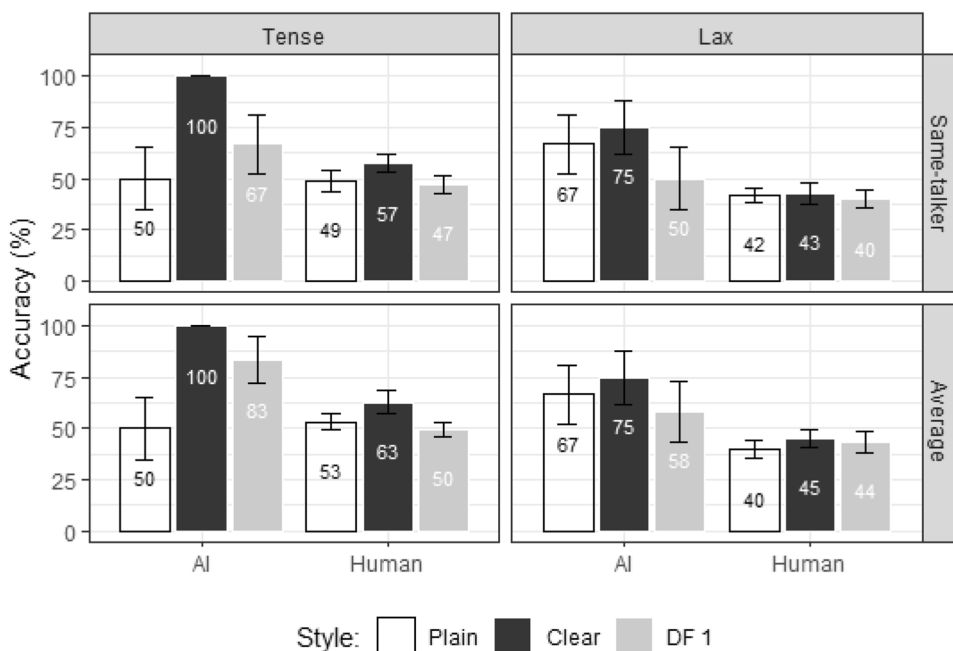 Tense Lax
Accuracy (%)
100
75
50
25
0
50 100 67 49 57 47
67 75 50 42 43 40
Same-talker
100
75
50
25
0
50 100 83 53 63 50
67 75 58 40 45 44
Average
AI Human AI Human
Style: Plain Clear DF 1